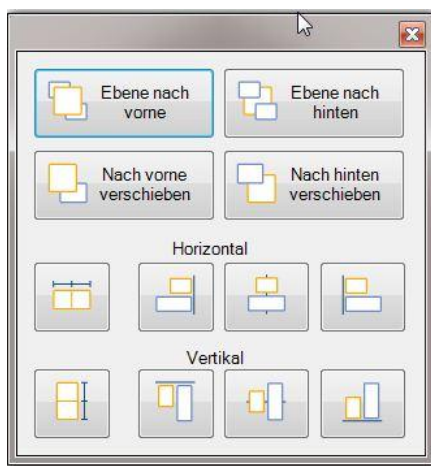 Ebene nach
vorne
Ebene nach
hinten
Nach vorne
verschieben
Nach hinten
verschieben
Horizontal
Vertikal